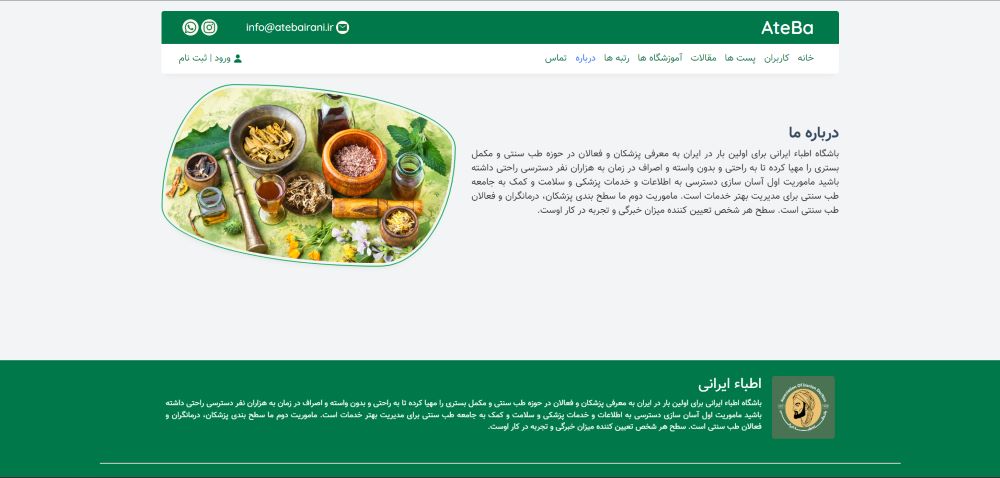 AteBa
info@atebairani.ir
خانه کاربران پست ها مقالات آموزشگاه ها رتبه ها درباره تماس
ورود | ثبت نام
درباره ما
باشگاه اطباء ایرانی برای اولین بار در ایران به معرفی پزشکان و فعالان در حوزه طب سنتی و مکمل
بستری را مهیا کرده تا به راحتی و بدون واسته و اصراف در زمان به هزاران نفر دسترسی راحتی داشته
باشید ماموریت اول آسان سازی دسترسی به اطلاعات و خدمات پزشکی و سلامت و کمک به جامعه
طب سنتی برای مدیریت بهتر خدمات است. ماموریت دوم ما سطح بندی پزشکان، درمانگران و فعالان
طب سنتی است. سطح هر شخص تعیین کننده میزان خبرگی و تجربه در کار اوست.
اطباء ایرانی
باشگاه اطباء ایرانی برای اولین بار در ایران به معرفی پزشکان و فعالان در حوزه طب سنتی و مکمل بستری را مهیا کرده تا به راحتی و بدون واسته و اصراف در زمان به هزاران نفر دسترسی راحتی داشته
باشید ماموریت اول آسان سازی دسترسی به اطلاعات و خدمات پزشکی و سلامت و کمک به جامعه طب سنتی برای مدیریت بهتر خدمات است. ماموریت دوم ما سطح بندی پزشکان، درمانگران و
فعالان طب سنتی است. سطح هر شخص تعیین کننده میزان خبرگی و تجربه در کار اوست.